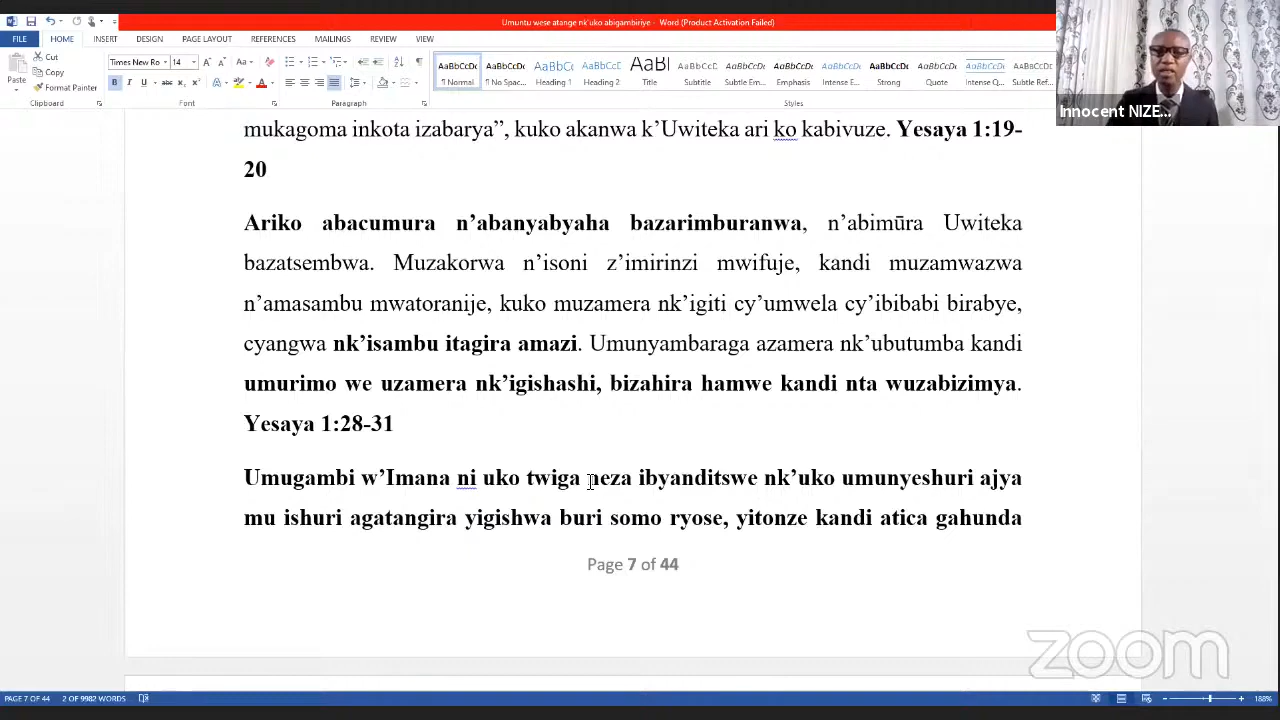 Umuntu wese atange nk'uko abigambiriye - Word (Product Activation Failed)
FILE HOME INSERT DESIGN PAGE LAYOUT REFERENCES MAILINGS REVIEW VIEW
Cut
Copy
Format Painter
Paste
Times New Ro 14
AaBbCcDc AaBbCcDc AaBbCc AaBbCc AaBl AaBbCcD AaBbCcDc AaBbCcDc AaBbCcDc AaBbCcDc AaBbCcDc AaBbCcDc AaBbCcDc
¶ Normal ¶ No Spac... Heading 1 Heading 2 Title Subtitle Subtle Em... Emphasis Intense E... Strong Quote Intense Q... Subtle Ref...
Clipboard Font Paragraph Styles
Innocent NIZE...
mukagoma inkota izabarya”, kuko akanwa k’Uwiteka ari ko kabivuze. Yesaya 1:19-
20
Ariko abacumura n’abanyabyaha bazarimburanwa, n’abimūra Uwiteka
bazatsembwa. Muzakorwa n’isoni z’imirinzi mwifuje, kandi muzamwazwa
n’amasambu mwatoranije, kuko muzamera nk’igiti cy’umwela cy’ibibabi birabye,
cyangwa nk’isambu itagira amazi. Umunyambaraga azamera nk’ubutumba kandi
umurimo we uzamera nk’igishashi, bizahira hamwe kandi nta wuzabizimya.
Yesaya 1:28-31
Umugambi w’Imana ni uko twiga neza ibyanditswe nk’uko umunyeshuri ajya
mu ishuri agatangira yigishwa buri somo ryose, yitonze kandi atica gahunda
Page 7 of 44
zoom
PAGE 7 OF 44 2 OF 9982 WORDS 188%